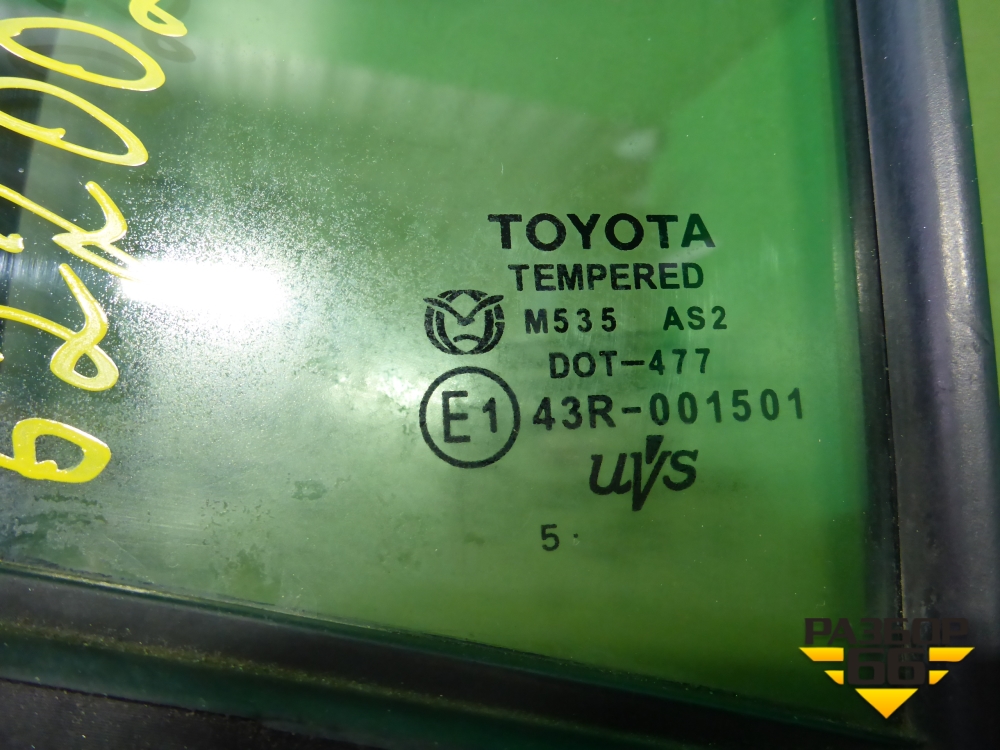 TOYOTA
TEMPERED
M535 AS2
DOT-477
E1 43R-001501
uVs
5 .
РАЗБОР
66